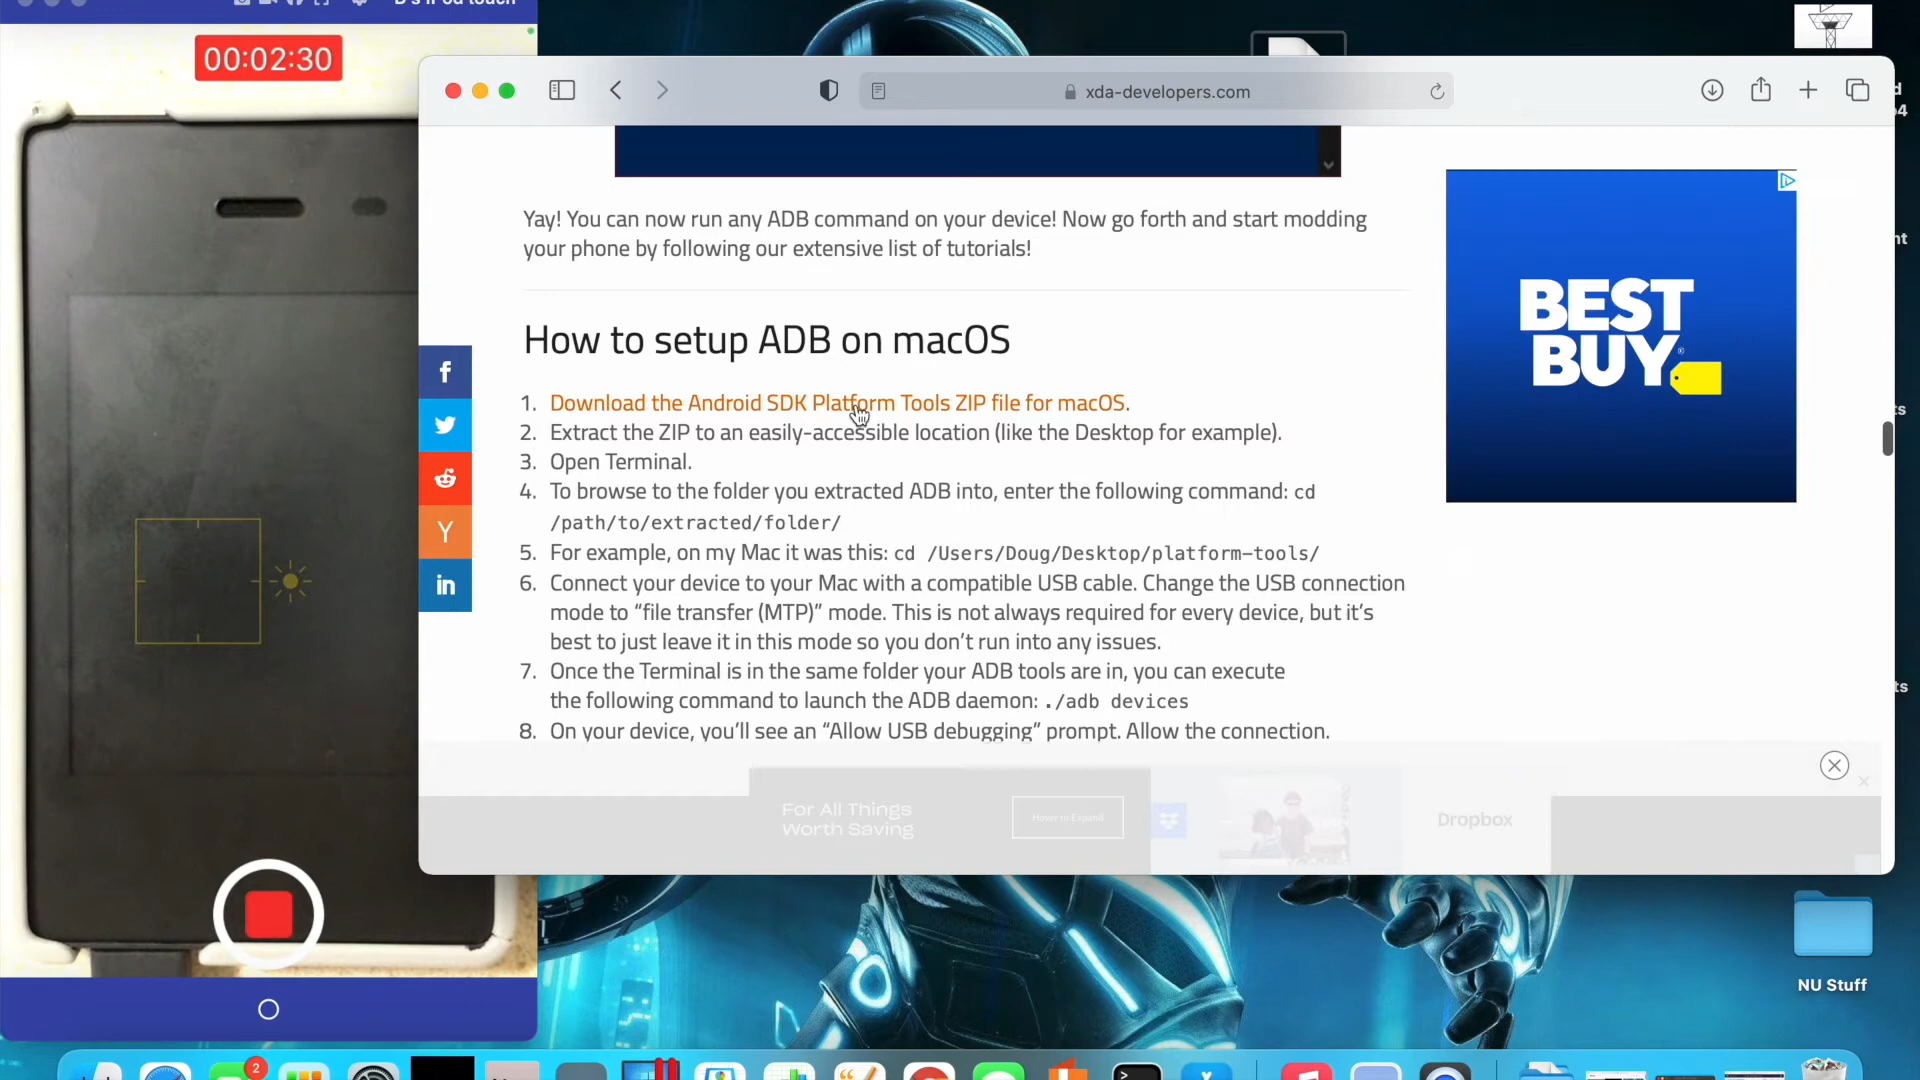 D's iPod touch
00:02:30
xda-developers.com
Yay! You can now run any ADB command on your device! Now go forth and start modding
your phone by following our extensive list of tutorials!
How to setup ADB on macOS
1. Download the Android SDK Platform Tools ZIP file for macOS.
2. Extract the ZIP to an easily-accessible location (like the Desktop for example).
3. Open Terminal.
4. To browse to the folder you extracted ADB into, enter the following command: cd
/path/to/extracted/folder/
5. For example, on my Mac it was this: cd /Users/Doug/Desktop/platform-tools/
6. Connect your device to your Mac with a compatible USB cable. Change the USB connection
mode to “file transfer (MTP)” mode. This is not always required for every device, but it’s
best to just leave it in this mode so you don’t run into any issues.
7. Once the Terminal is in the same folder your ADB tools are in, you can execute
the following command to launch the ADB daemon: ./adb devices
8. On your device, you’ll see an “Allow USB debugging” prompt. Allow the connection.
BEST
BUY
f
Y
in
For All Things
Worth Saving
Hover to Expand
Dropbox
NU Stuff
2